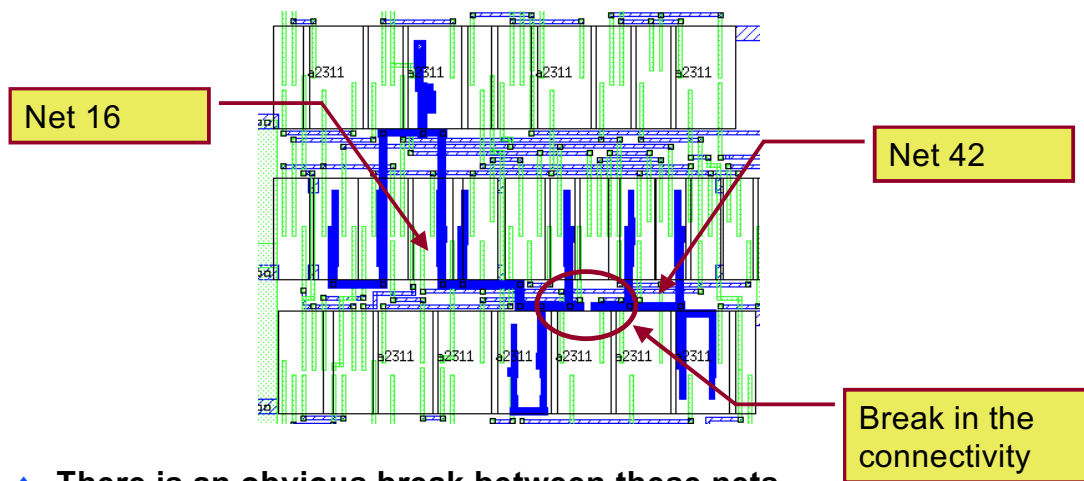 a2311 a2311 a2311 a2311
Net 16
Net 42
a2311 a2311 a2311 a2311 a2311 a2311
Break in the
connectivity
There is an obvious break between these nets